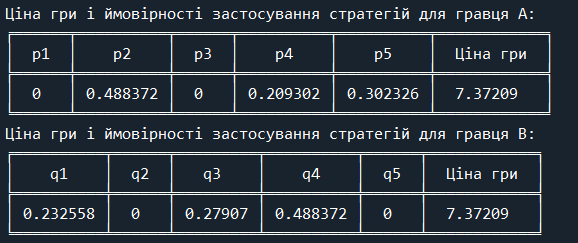 Ціна гри і ймовірності застосування стратегій для гравця A:
p1 p2 p3 p4 p5 Ціна гри
0 0.488372 0 0.209302 0.302326 7.37209
Ціна гри і ймовірності застосування стратегій для гравця B:
q1 q2 q3 q4 q5 Ціна гри
0.232558 0 0.27907 0.488372 0 7.37209